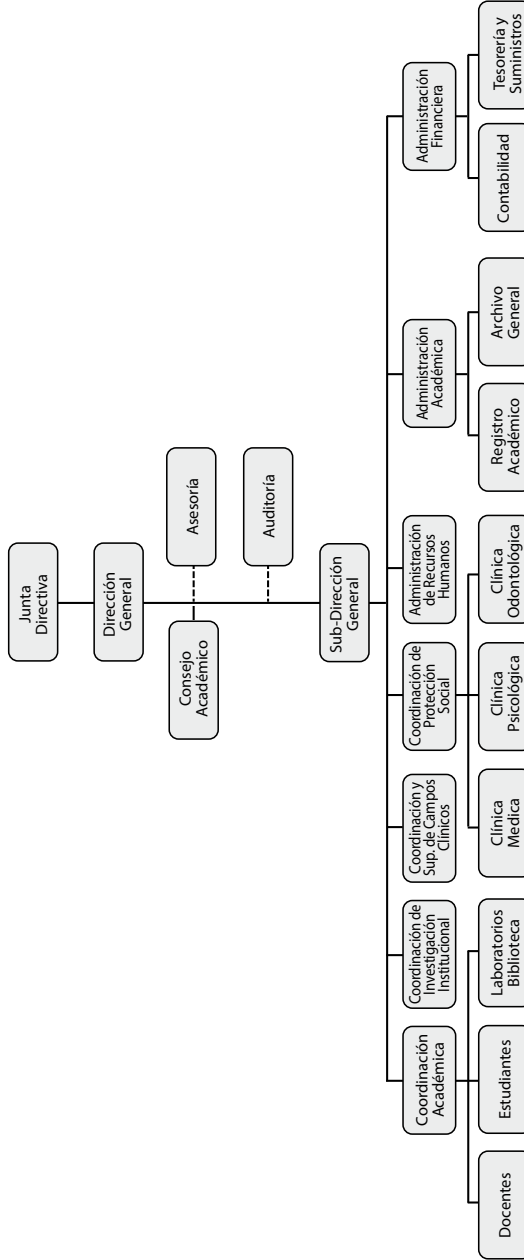 Junta
Directiva
Dirección
General
Consejo
Académico
Asesoría
Auditoría
Sub-Dirección
General
Coordinación
Académica
Coordinación de
Investigación
Institucional
Coordinación y
Sup. de Campos
Clínicos
Coordinación de
Protección
Social
Administración
de Recursos
Humanos
Administración
Académica
Administración
Financiera
Docentes
Estudiantes
Laboratorios
Biblioteca
Clínica
Medica
Clínica
Psicológica
Clínica
Odontológica
Registro
Académico
Archivo
General
Contabilidad
Tesorería y
Suministros